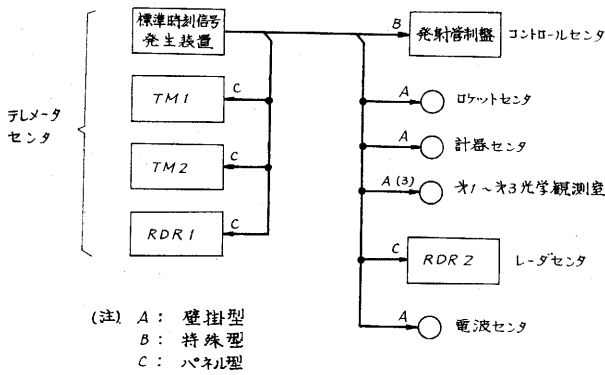 標準時刻信号
発生装置
B
発射管制盤
コントロールセンタ
テレメータ
センタ
TM1
C
A
ロケットセンタ
TM2
C
A
計器センタ
A (3)
才1～才3光学観測室
RDR1
C
C
RDR2
レーダセンタ
A
電波センタ
(注) A : 壁掛型
B : 特殊型
C : パネル型